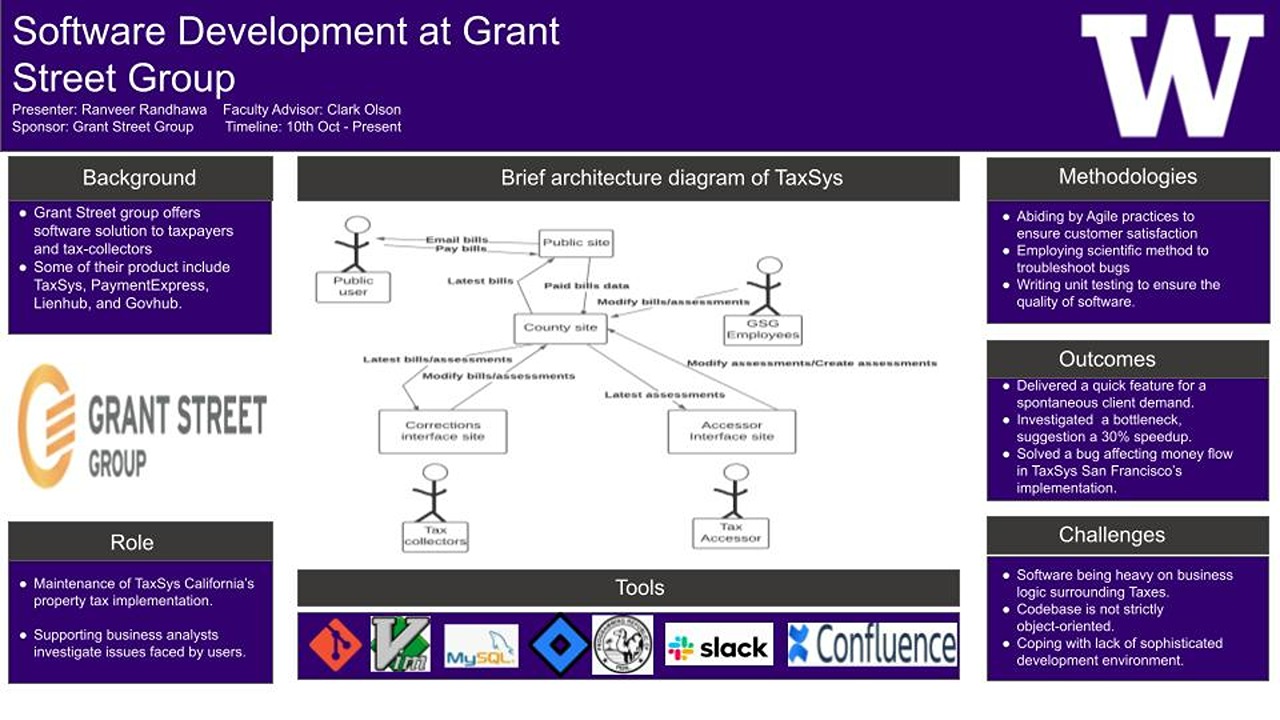 Software Development at Grant
Street Group
Presenter: Ranveer Randhawa Faculty Advisor: Clark Olson
Sponsor: Grant Street Group Timeline: 10th Oct - Present
W
Background
● Grant Street group offers
software solution to taxpayers
and tax-collectors
● Some of their product include
TaxSys, PaymentExpress,
Lienhub, and Govhub.
GRANT STREET
GROUP
Role
● Maintenance of TaxSys California's
property tax implementation.
● Supporting business analysts
investigate issues faced by users.
Brief architecture diagram of TaxSys
Email bills
Pay bills
Public site
Public
user
Latest bills
Paid bills data
Modify bills/assessments
GSG
Employees
County site
Latest bills/assessments
Modify bills/assessments
Modify assessments/Create assessments
Latest assessments
Corrections
interface site
Accessor
Interface site
Tax
collectors
Tax
Accessor
Tools
Vim
MySQL
slack
Confluence
Methodologies
● Abiding by Agile practices to
ensure customer satisfaction
● Employing scientific method to
troubleshoot bugs
● Writing unit testing to ensure the
quality of software.
Outcomes
● Delivered a quick feature for a
spontaneous client demand.
● Investigated a bottleneck,
suggestion a 30% speedup.
● Solved a bug affecting money flow
in TaxSys San Francisco's
implementation.
Challenges
● Software being heavy on business
logic surrounding Taxes.
● Codebase is not strictly
object-oriented.
● Coping with lack of sophisticated
development environment.